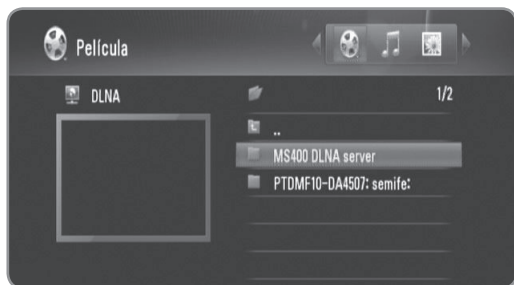 Película
DLNA
1/2
..
MS400 DLNA server
PTDMF10-DA4507: semife: